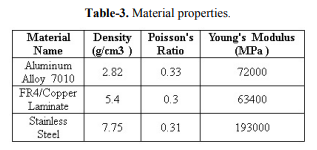 Table-3. Material properties.
Material Name Density (g/cm3 ) Poisson's Ratio Young's Modulus (MPa )
Aluminum Alloy 7010 2.82 0.33 72000
FR4/Copper Laminate 5.4 0.3 63400
Stainless Steel 7.75 0.31 193000